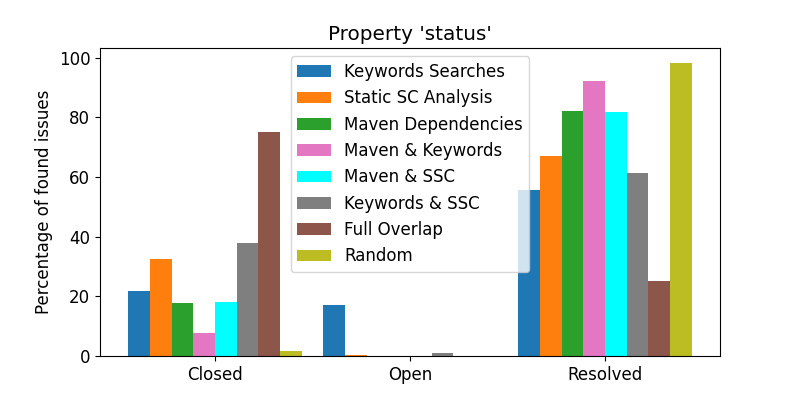 Property 'status'
Percentage of found issues
100
80
60
40
20
0
Keywords Searches
Static SC Analysis
Maven Dependencies
Maven & Keywords
Maven & SSC
Keywords & SSC
Full Overlap
Random
Closed
Open
Resolved